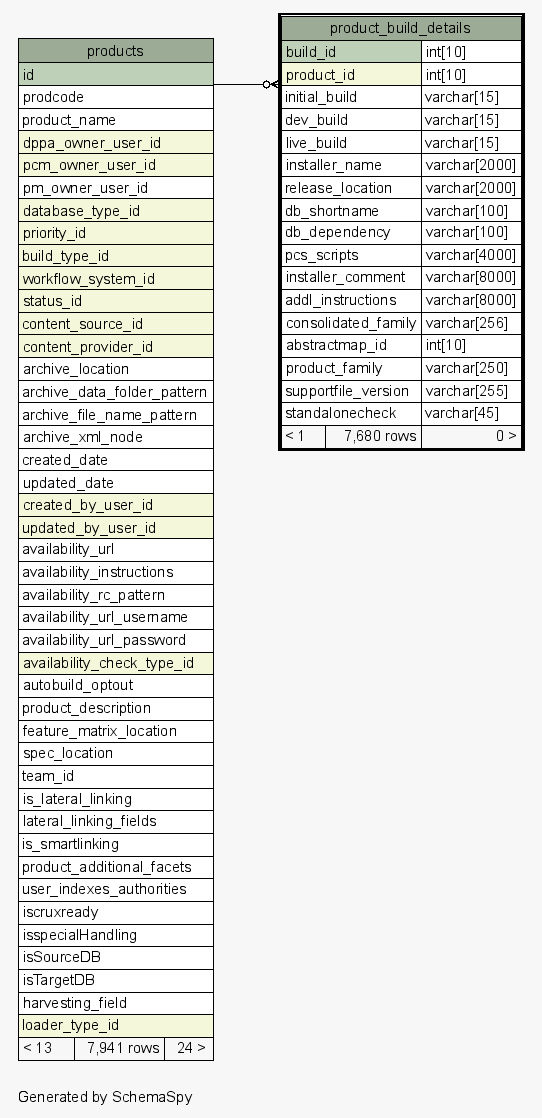 products
id
prodcode
product_name
dppa_owner_user_id
pcm_owner_user_id
pm_owner_user_id
database_type_id
priority_id
build_type_id
workflow_system_id
status_id
content_source_id
content_provider_id
archive_location
archive_data_folder_pattern
archive_file_name_pattern
archive_xml_node
created_date
updated_date
created_by_user_id
updated_by_user_id
availability_url
availability_instructions
availability_rc_pattern
availability_url_username
availability_url_password
availability_check_type_id
autobuild_optout
product_description
feature_matrix_location
spec_location
team_id
is_lateral_linking
lateral_linking_fields
is_smartlinking
product_additional_facets
user_indexes_authorities
iscruxready
isspecialHandling
isSourceDB
isTargetDB
harvesting_field
loader_type_id
< 13 7,941 rows 24 >
product_build_details
build_id int[10]
product_id int[10]
initial_build varchar[15]
dev_build varchar[15]
live_build varchar[15]
installer_name varchar[2000]
release_location varchar[2000]
db_shortname varchar[100]
db_dependency varchar[100]
pcs_scripts varchar[4000]
installer_comment varchar[8000]
addl_instructions varchar[8000]
consolidated_family varchar[256]
abstractmap_id int[10]
product_family varchar[250]
supportfile_version varchar[255]
standalonecheck varchar[45]
< 1 7,680 rows 0 >
Generated by SchemaSpy